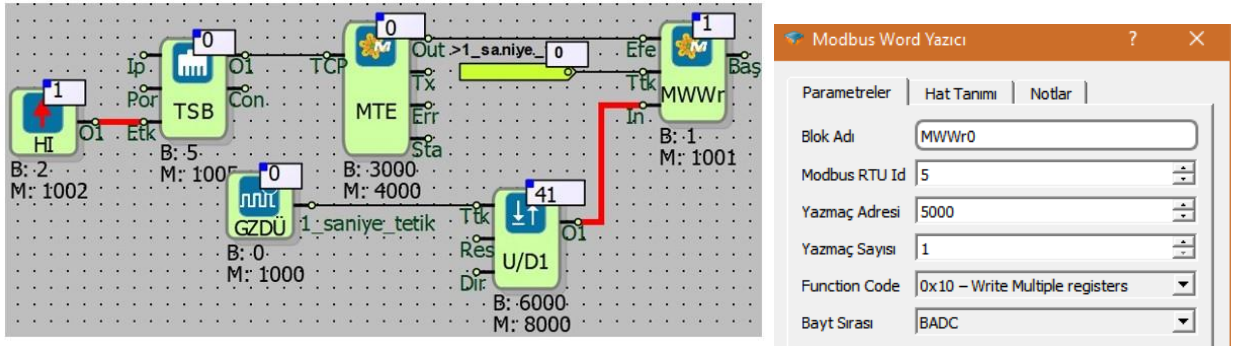 0
0
1
Ip
O1
TCP
Out
>1_saniye_
0
Efe
Baş
1
Por
Con
Tx
Ttk
TSB
MTE
MWWr
HI
O1
Etk
Err
In
Sta
B: 2
M: 1002
B: 5
M: 1005
B: 3000
M: 4000
B: 1
M: 1001
0
41
GZDÜ
1_saniye_tetik
Ttk
O1
Res
U/D1
Dir
B: 0
M: 1000
B: 6000
M: 8000
Modbus Word Yazıcı
?
Parametreler
Hat Tanımı
Notlar
Blok Adı
MWWr0
Modbus RTU Id
5
Yazmaç Adresi
5000
Yazmaç Sayısı
1
Function Code
0x10 – Write Multiple registers
Bayt Sırası
BADC